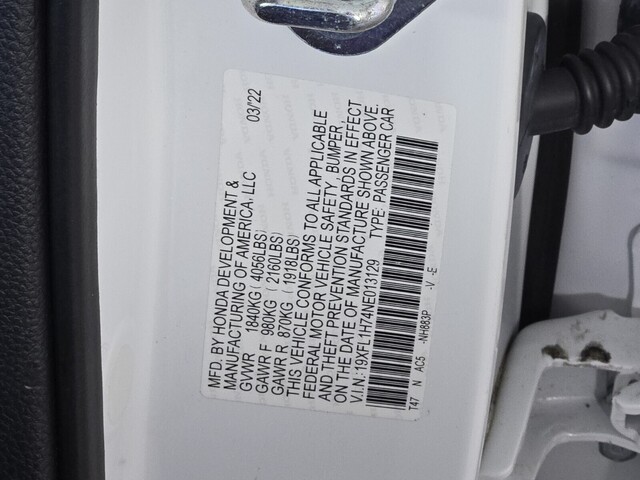 MFD. BY HONDA DEVELOPMENT &
MANUFACTURING OF AMERICA, LLC 03/22
GVWR 1840KG ( 4056LBS)
GAWR F 980KG ( 2160LBS)
GAWR R 870KG ( 1918LBS)
THIS VEHICLE CONFORMS TO ALL APPLICABLE
FEDERAL MOTOR VEHICLE SAFETY, BUMPER,
AND THEFT PREVENTION STANDARDS IN EFFECT
ON THE DATE OF MANUFACTURE SHOWN ABOVE.
V.I.N:19XFL1H74NE013129 TYPE: PASSENGER CAR
T47 N AC5 -NH883P -V -E